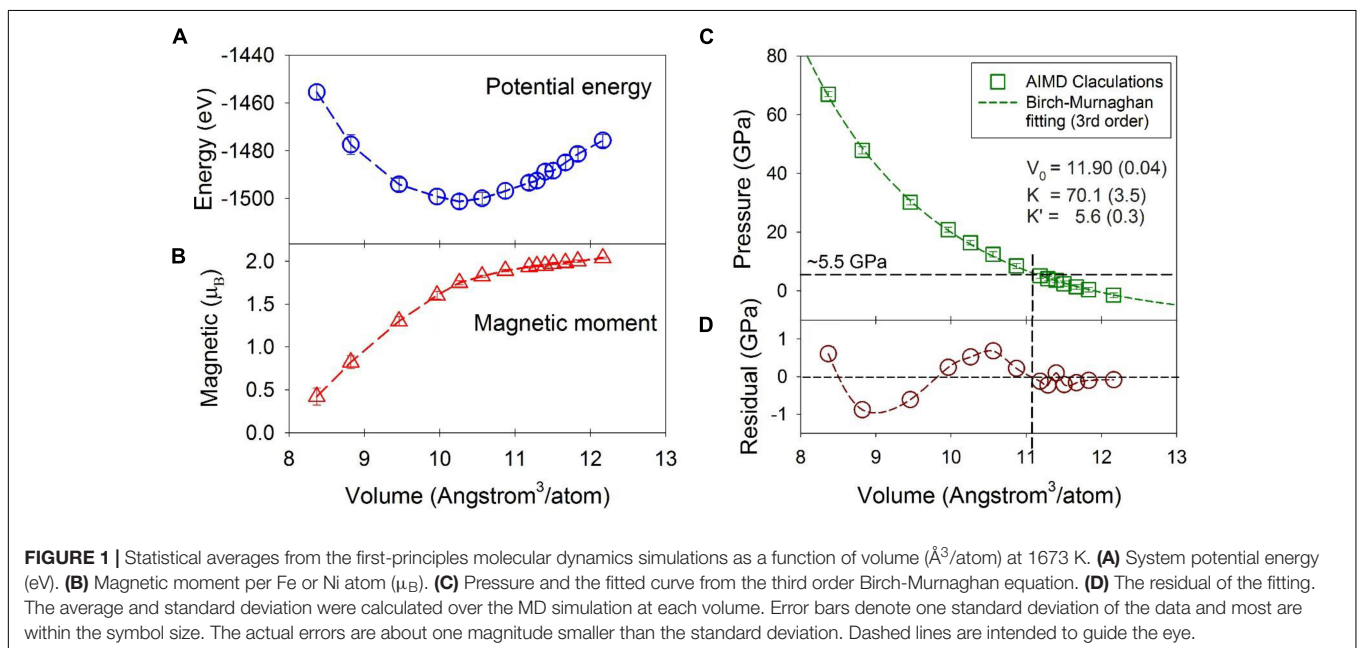 A
-1440
-1460
-1480
-1500
Energy (eV)
Potential energy
B
2.0
1.5
1.0
0.5
0.0
Magnetic (μB)
Magnetic moment
8 9 10 11 12 13
Volume (Angstrom³/atom)
C
80
60
40
20
0
Pressure (GPa)
AIMD Claculations
Birch-Murnaghan
fitting (3rd order)
V₀ = 11.90 (0.04)
K = 70.1 (3.5)
K' = 5.6 (0.3)
~5.5 GPa
D
1
0
-1
Residual (GPa)
8 9 10 11 12 13
Volume (Angstrom³/atom)
FIGURE 1 | Statistical averages from the first-principles molecular dynamics simulations as a function of volume (Å³/atom) at 1673 K. (A) System potential energy
(eV). (B) Magnetic moment per Fe or Ni atom (μB). (C) Pressure and the fitted curve from the third order Birch-Murnaghan equation. (D) The residual of the fitting.
The average and standard deviation were calculated over the MD simulation at each volume. Error bars denote one standard deviation of the data and most are
within the symbol size. The actual errors are about one magnitude smaller than the standard deviation. Dashed lines are intended to guide the eye.